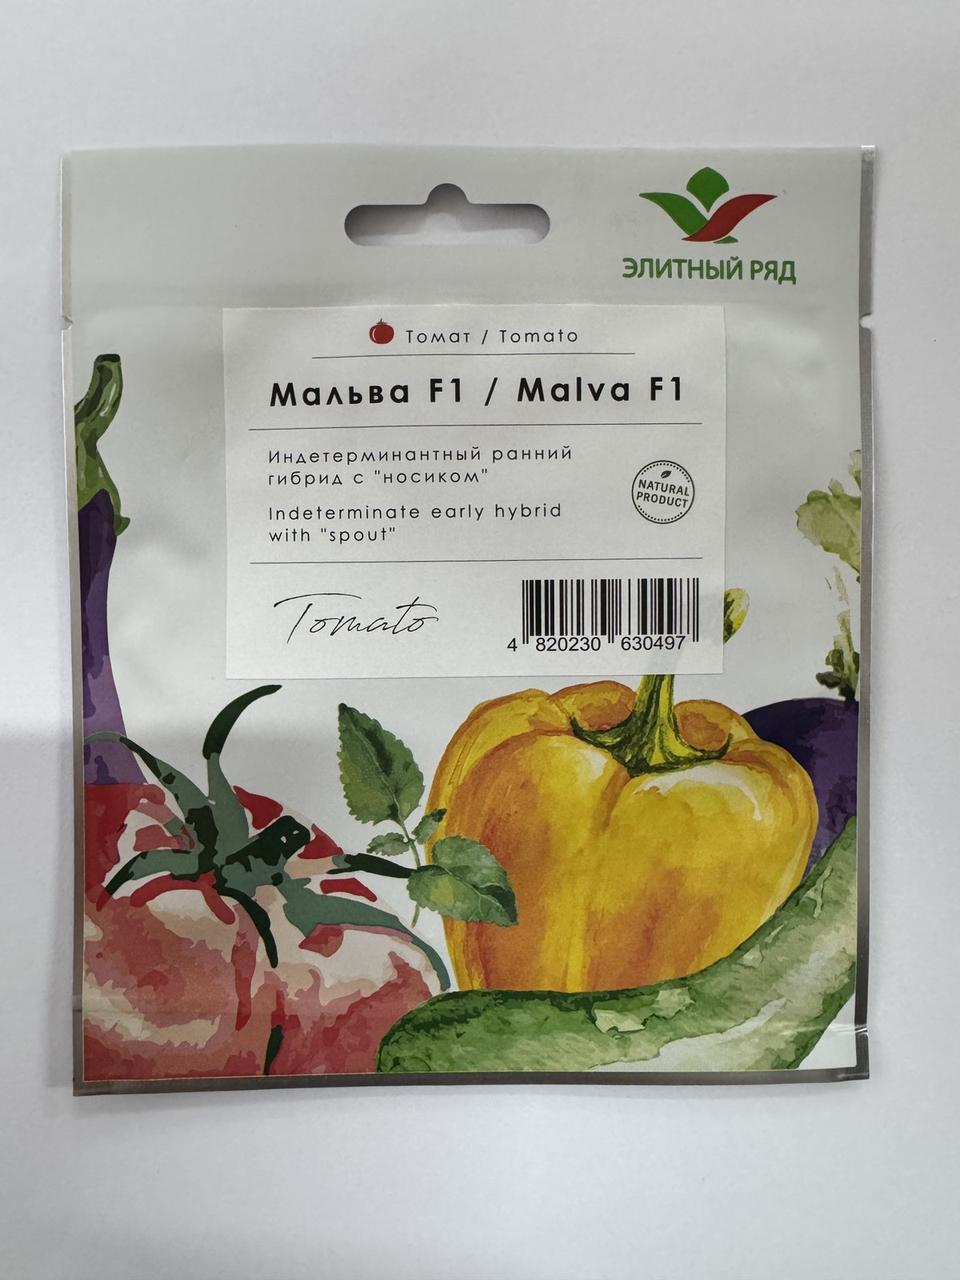 ЭЛИТНЫЙ РЯД
Томат / Tomato
Мальва F1 / Malva F1
Индетерминантный ранний
гибрид с "носиком"
NATURAL
PRODUCT
Indeterminate early hybrid
with "spout"
Tomato
4 820230 630497